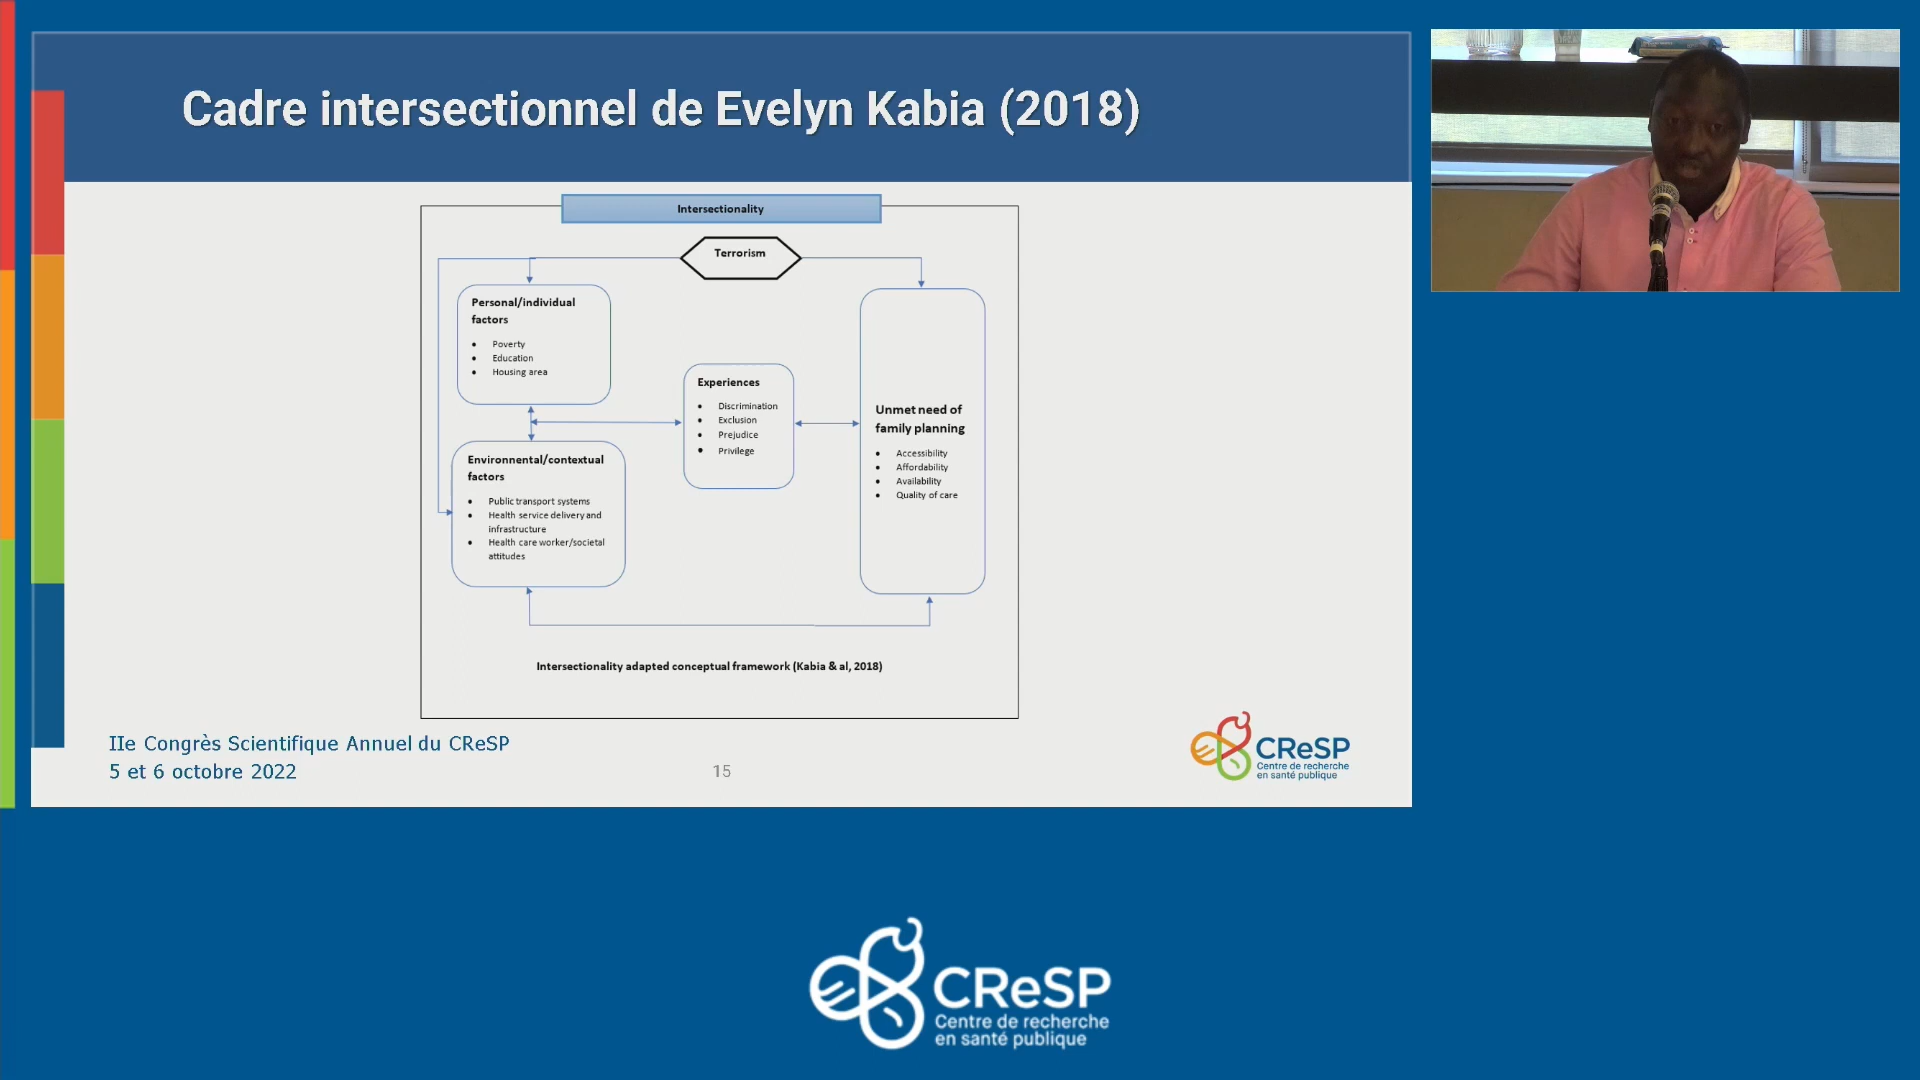 Cadre intersectionnel de Evelyn Kabia (2018)
Intersectionality
Terrorism
Personal/individual
factors
• Poverty
• Education
• Housing area
Experiences
• Discrimination
• Exclusion
• Prejudice
• Privilege
Unmet need of
family planning
• Accessibility
• Affordability
• Availability
• Quality of care
Environmental/contextual
factors
• Public transport systems
• Health service delivery and
infrastructure
• Health care worker/societal
attitudes
Intersectionality adapted conceptual framework (Kabia & al, 2018)
IIe Congrès Scientifique Annuel du CReSP
5 et 6 octobre 2022
15
CReSP
Centre de recherche
en santé publique
CReSP
Centre de recherche
en santé publique